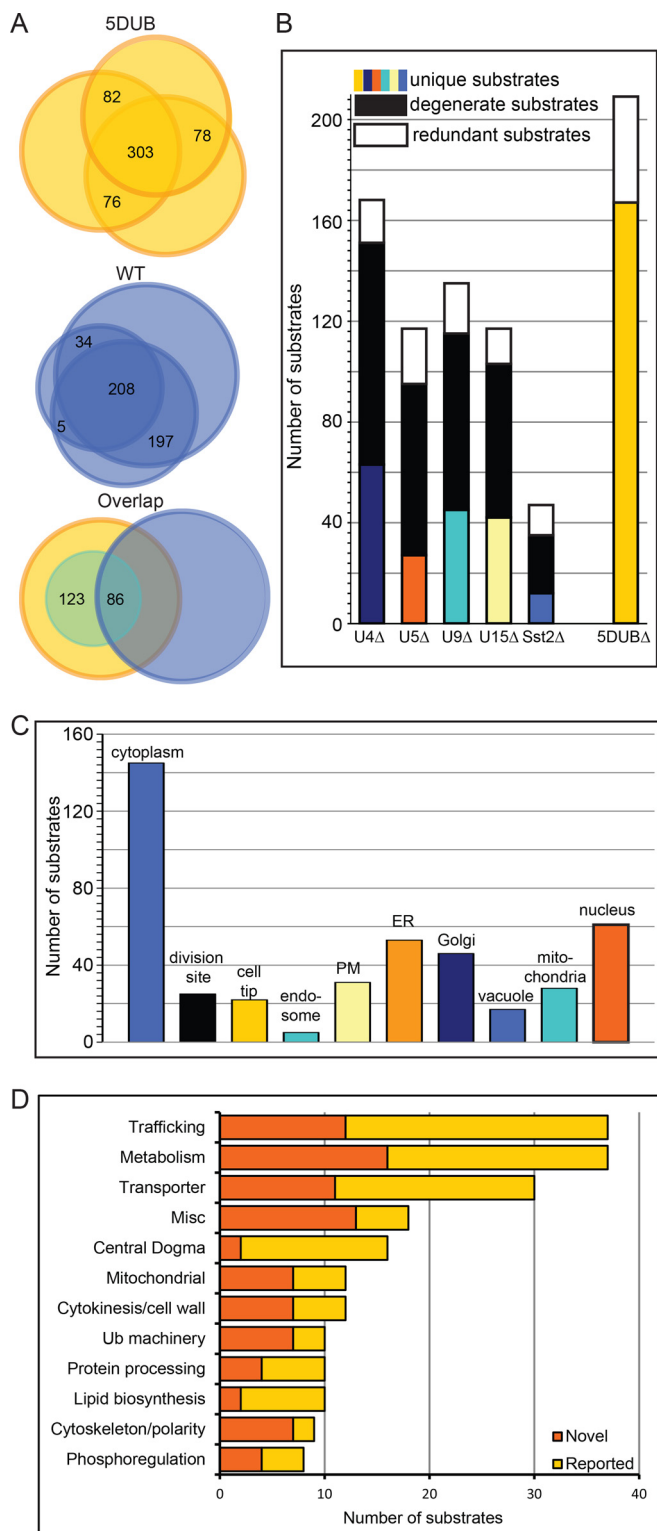 A
5DUB
82
78
303
76
WT
34
208
5
197
Overlap
123
86
B
unique substrates
degenerate substrates
redundant substrates
Number of substrates
200
160
120
80
40
0
U4Δ
U5Δ
U9Δ
U15Δ
Sst2Δ
5DUBΔ
C
Number of substrates
160
120
80
40
0
cytoplasm
division
site
cell
tip
endo-
some
PM
ER
Golgi
vacuole
mito-
chondria
nucleus
D
Trafficking
Metabolism
Transporter
Misc
Central Dogma
Mitochondrial
Cytokinesis/cell wall
Ub machinery
Protein processing
Lipid biosynthesis
Cytoskeleton/polarity
Phosphoregulation
Novel
Reported
0
10
20
30
40
Number of substrates